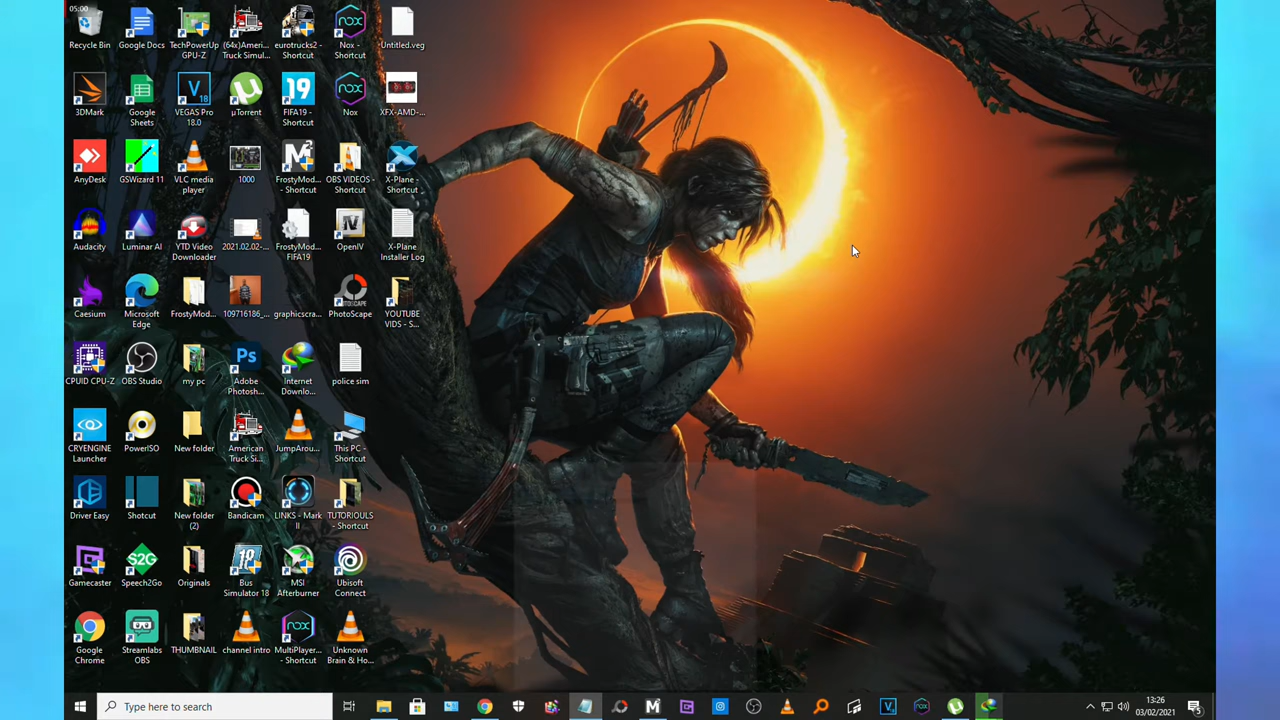 05:00
Recycle Bin
Google Docs
TechPowerUp GPU-Z
(64x)Ameri... Truck Simul...
eurotrucks2 - Shortcut
Nox - Shortcut
Untitled.veg
3DMark
Google Sheets
VEGAS Pro 18.0
µTorrent
FIFA19 - Shortcut
Nox
XFX-AMD-...
AnyDesk
GSWizard 11
VLC media player
1000
FrostyMod... - Shortcut
OBS VIDEOS - Shortcut
X-Plane - Shortcut
Audacity
Luminar AI
YTD Video Downloader
2021.02.02-...
FrostyMod... FIFA19
OpenIV
X-Plane Installer Log
Caesium
Microsoft Edge
FrostyMod...
109716186_...
graphicscra...
PhotoScape
YOUTUBE VIDS - S...
CPUID CPU-Z
OBS Studio
my pc
Adobe Photosh...
Internet Downlo...
police sim
CRYENGINE Launcher
PowerISO
New folder
American Truck Si...
JumpArou...
This PC - Shortcut
Driver Easy
Shotcut
New folder (2)
Bandicam
LINKS - Mark II
TUTORIOULS - Shortcut
Gamecaster
Speech2Go
Originals
Bus Simulator 18
MSI Afterburner
Ubisoft Connect
Google Chrome
Streamlabs OBS
THUMBNAIL
channel intro
MultiPlayer... - Shortcut
Unknown Brain & Ho...
Type here to search
13:26
03/02/2021